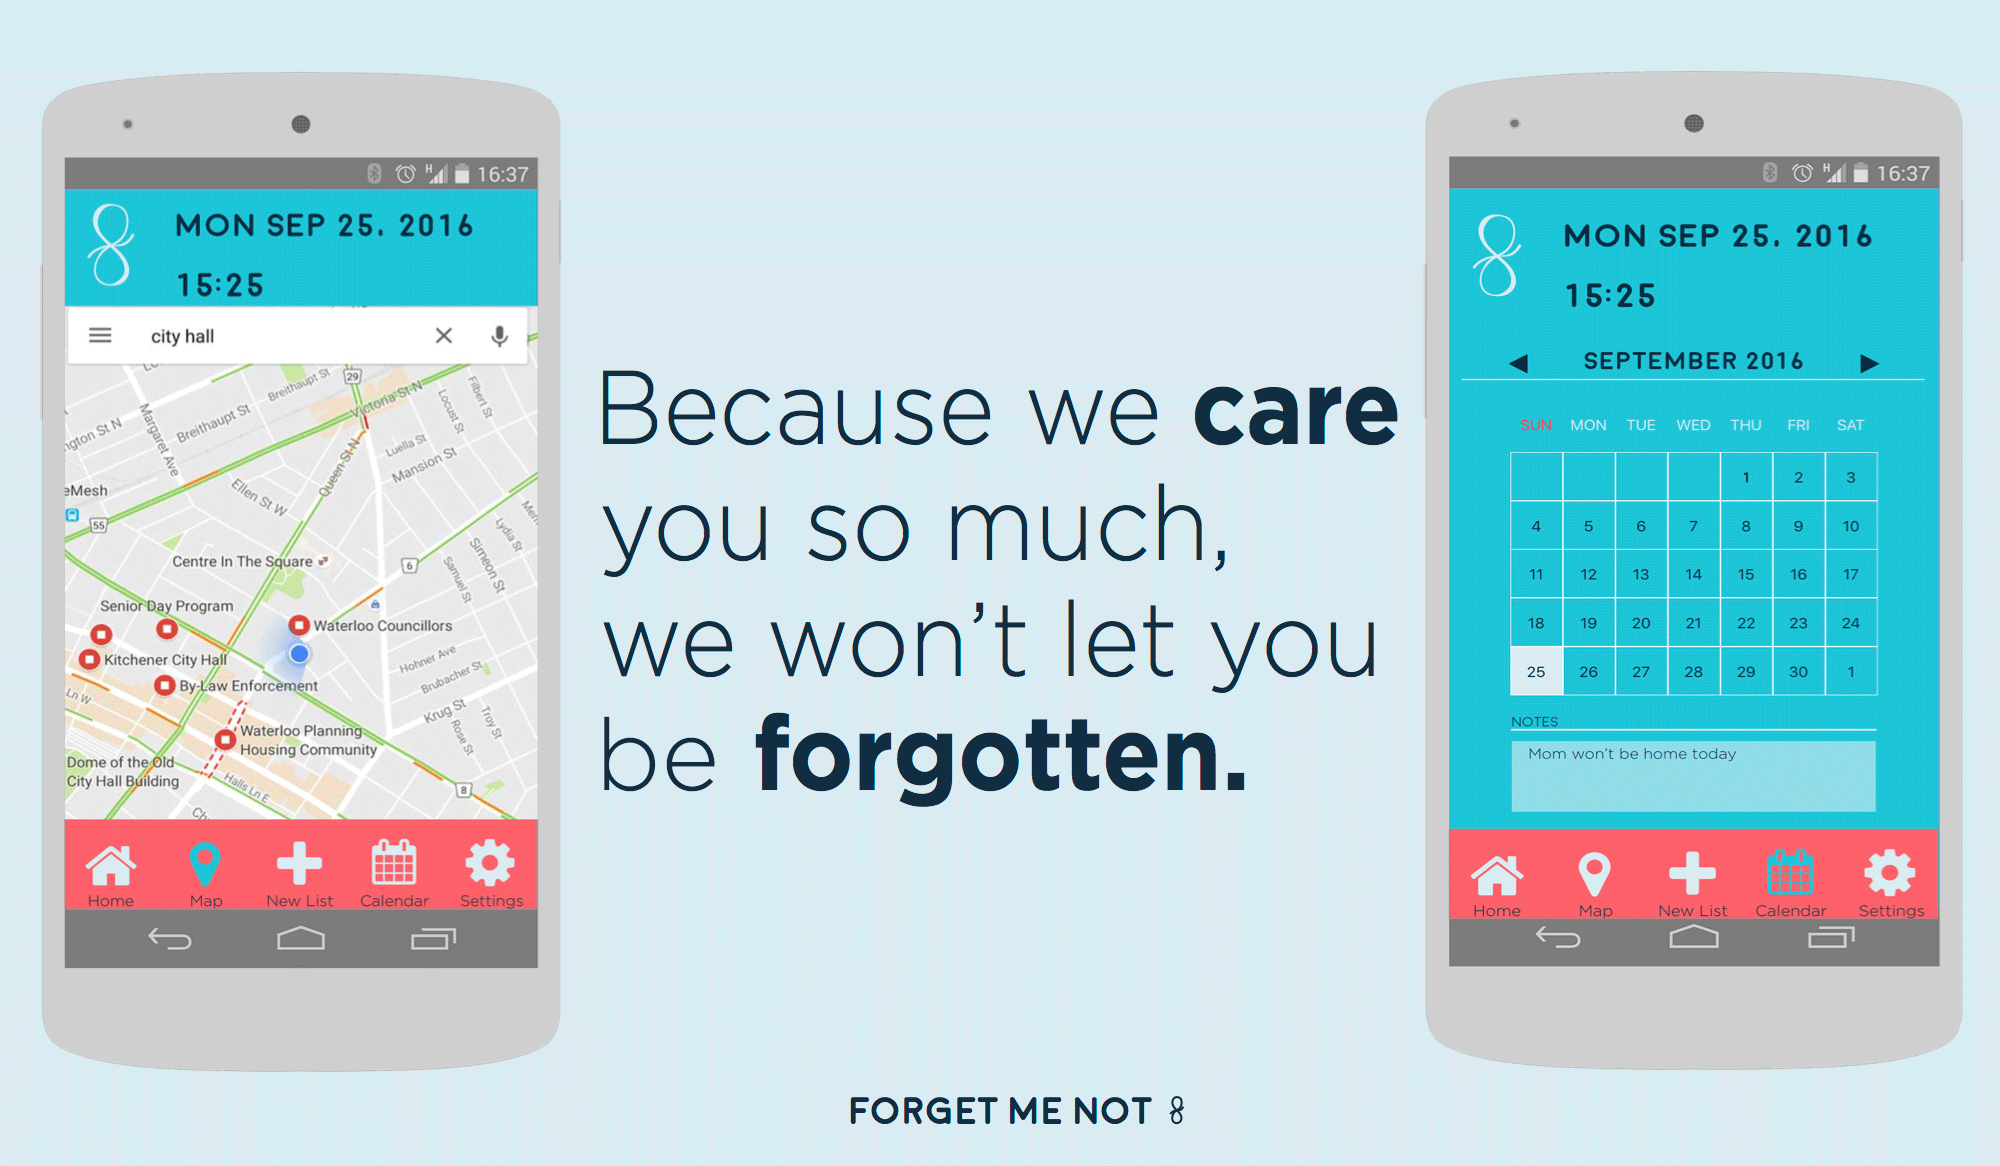 16:37
MON SEP 25. 2016
15:25
city hall
Breithaupt St
29
Victoria St N
Filbert St
Locust St
Margaret Ave
Breithaupt St
ngton St N
Luella St
Mansion St
Queen St N
Ellen St W
eMesh
55
Lydia St
Simeon St
Samuel St
Centre In The Square
6
Senior Day Program
Waterloo Councillors
Kitchener City Hall
Hohner Ave
By-Law Enforcement
Brubacher St
Ln W
Krug St
Troy St
Rose St
Waterloo Planning
Housing Community
Dome of the Old
City Hall Building
Halls Ln E
8
Ch
Home Map New List Calendar Settings
Because we care
you so much,
we won't let you
be forgotten.
16:37
MON SEP 25. 2016
15:25
SEPTEMBER 2016
SUN MON TUE WED THU FRI SAT
1 2 3
4 5 6 7 8 9 10
11 12 13 14 15 16 17
18 19 20 21 22 23 24
25 26 27 28 29 30 1
NOTES
Mom won't be home today
Home Map New List Calendar Settings
FORGET ME NOT 8